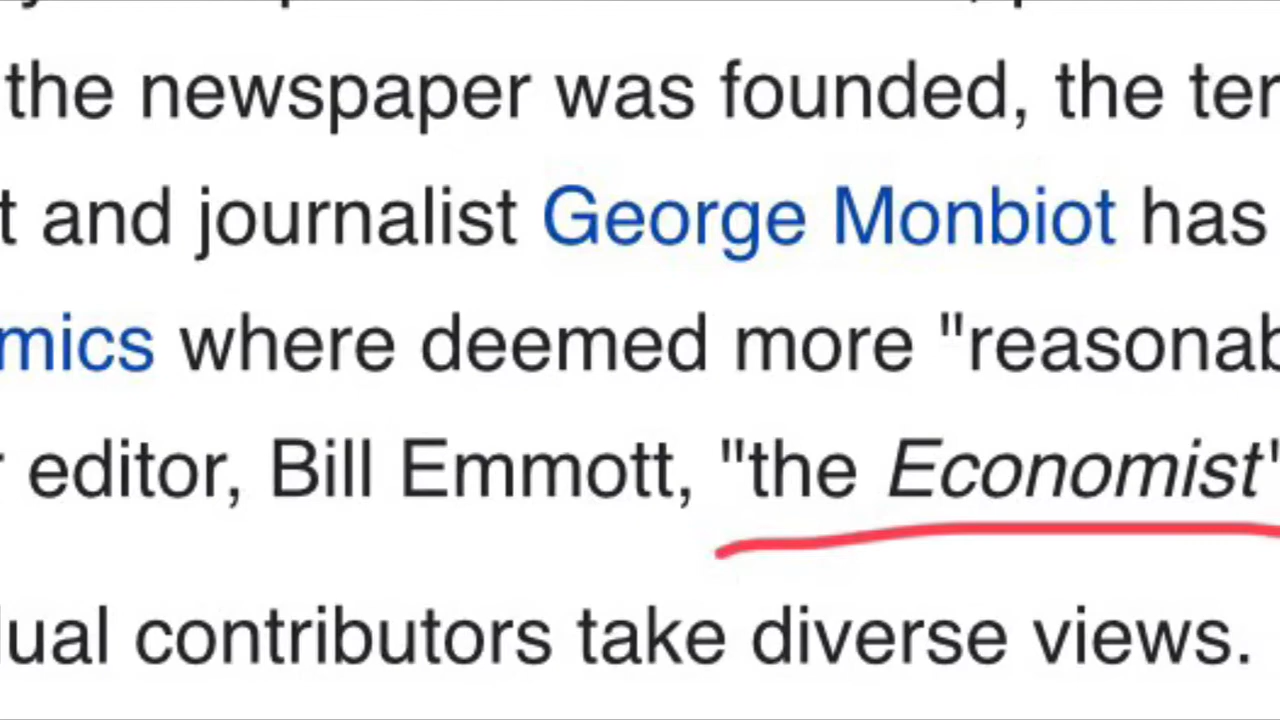 the newspaper was founded, the ter
t and journalist George Monbiot has
mics where deemed more "reasonab
r editor, Bill Emmott, "the Economist'
lual contributors take diverse views.